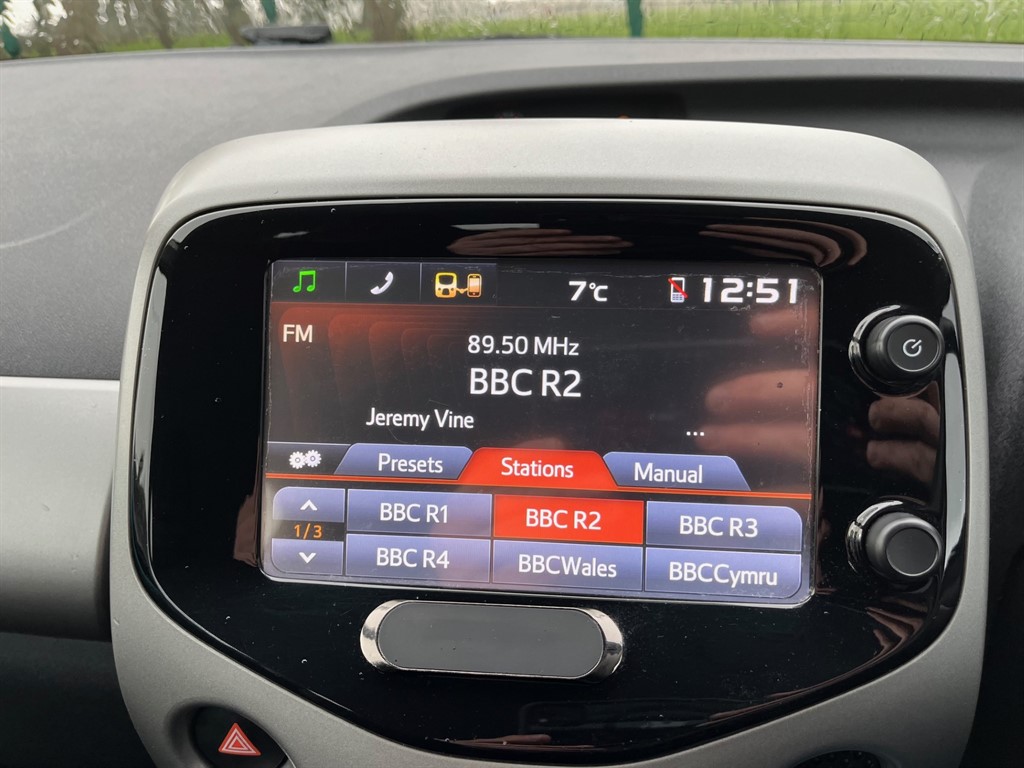 7°C 12:51
FM
89.50 MHz
BBC R2
Jeremy Vine
...
Presets Stations Manual
BBC R1 BBC R2 BBC R3
1/3
BBC R4 BBCWales BBCCymru